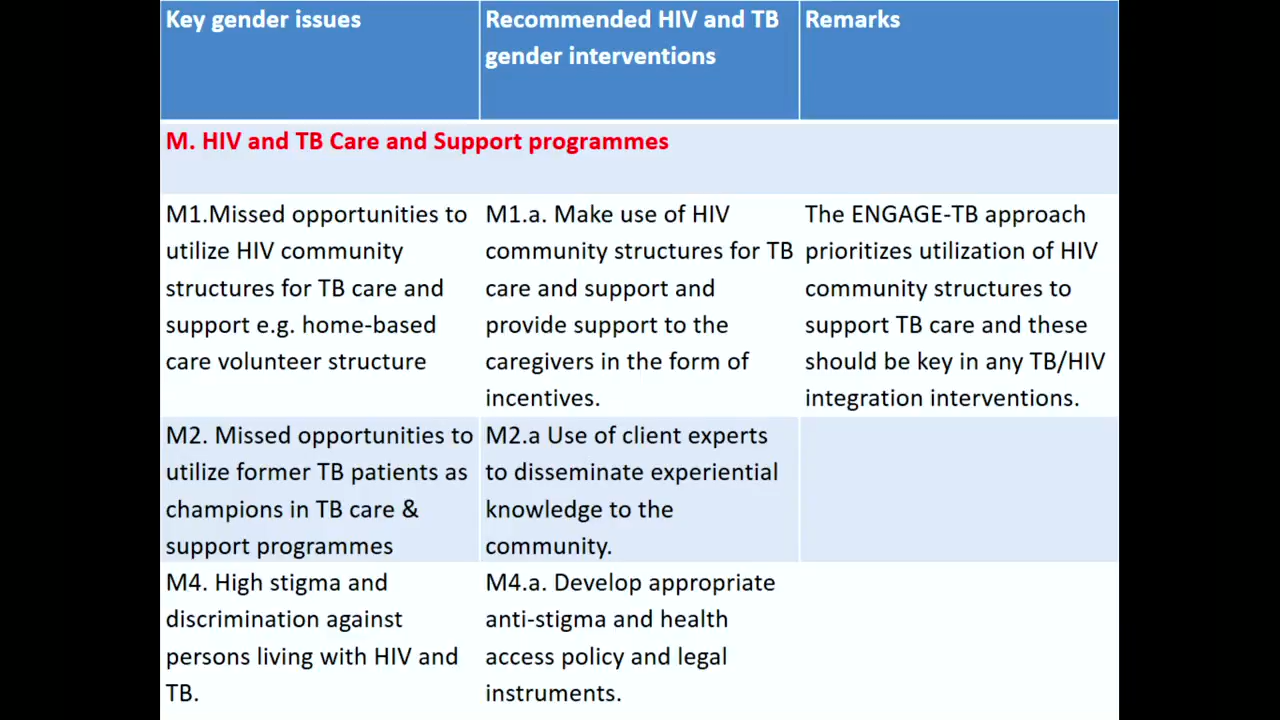 Key gender issues
Recommended HIV and TB
gender interventions
Remarks
M. HIV and TB Care and Support programmes
M1.Missed opportunities to
utilize HIV community
structures for TB care and
support e.g. home-based
care volunteer structure
M1.a. Make use of HIV
community structures for TB
care and support and
provide support to the
caregivers in the form of
incentives.
The ENGAGE-TB approach
prioritizes utilization of HIV
community structures to
support TB care and these
should be key in any TB/HIV
integration interventions.
M2. Missed opportunities to
utilize former TB patients as
champions in TB care &
support programmes
M2.a Use of client experts
to disseminate experiential
knowledge to the
community.
M4. High stigma and
discrimination against
persons living with HIV and
TB.
M4.a. Develop appropriate
anti-stigma and health
access policy and legal
instruments.